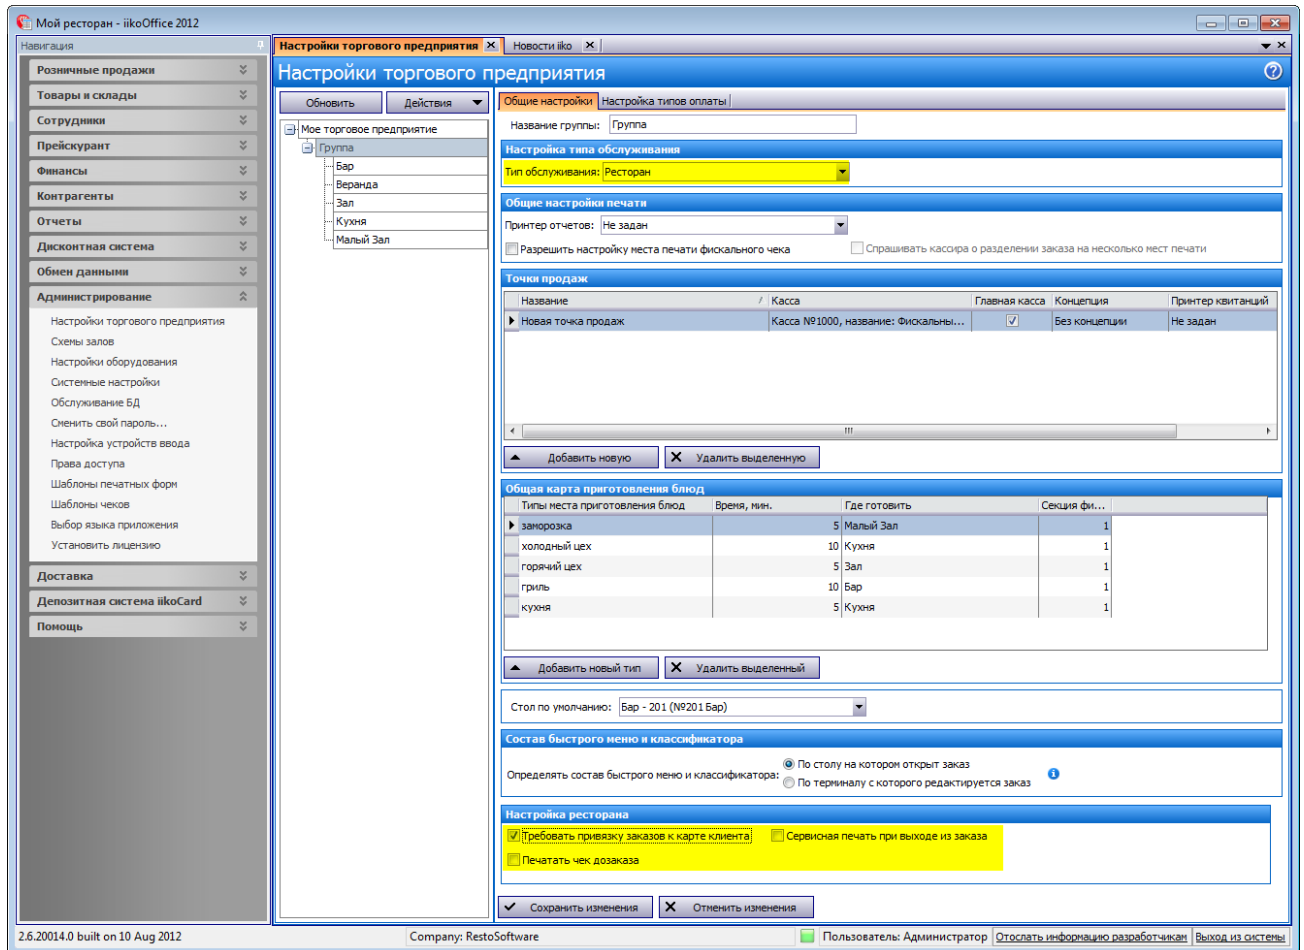 Мой ресторан - iikoOffice 2012
Навигация
Розничные продажи
Товары и склады
Сотрудники
Прейскурант
Финансы
Контрагенты
Отчеты
Дисконтная система
Обмен данными
Администрирование
Настройки торгового предприятия
Схемы залов
Настройки оборудования
Системные настройки
Обслуживание БД
Сменить свой пароль...
Настройка устройств ввода
Права доступа
Шаблоны печатных форм
Шаблоны чеков
Выбор языка приложения
Установить лицензию
Доставка
Депозитная система iikoCard
Помощь
Настройки торгового предприятия Новости iiko
Настройки торгового предприятия
Обновить Действия
Мое торговое предприятие
Группа
Бар
Веранда
Зал
Кухня
Малый Зал
Общие настройки Настройка типов оплаты
Название группы: Группа
Настройка типа обслуживания
Тип обслуживания: Ресторан
Общие настройки печати
Принтер отчетов: Не задан
Разрешить настройку места печати фискального чека Спрашивать кассира о разделении заказа на несколько мест печати
Точки продаж
Название Касса Главная касса Концепция Принтер квитанций
Новая точка продаж Касса №1000, название: Фискальны... Без концепции Не задан
Добавить новую Удалить выделенную
Общая карта приготовления блюд
Типы места приготовления блюд Время, мин. Где готовить Секция фи...
заморозка 5 Малый Зал 1
холодный цех 10 Кухня 1
горячий цех 5 Зал 1
гриль 10 Бар 1
кухня 5 Кухня 1
Добавить новый тип Удалить выделенный
Стол по умолчанию: Бар - 201 (№201 Бар)
Состав быстрого меню и классификатора
Определять состав быстрого меню и классификатора:
По столу на котором открыт заказ
По терминалу с которого редактируется заказ
Настройка ресторана
Требовать привязку заказов к карте клиента Сервисная печать при выходе из заказа
Печатать чек дозаказа
Сохранить изменения Отменить изменения
2.6.20014.0 built on 10 Aug 2012 Company: RestoSoftware Пользователь: Администратор Отослать информацию разработчикам Выход из системы